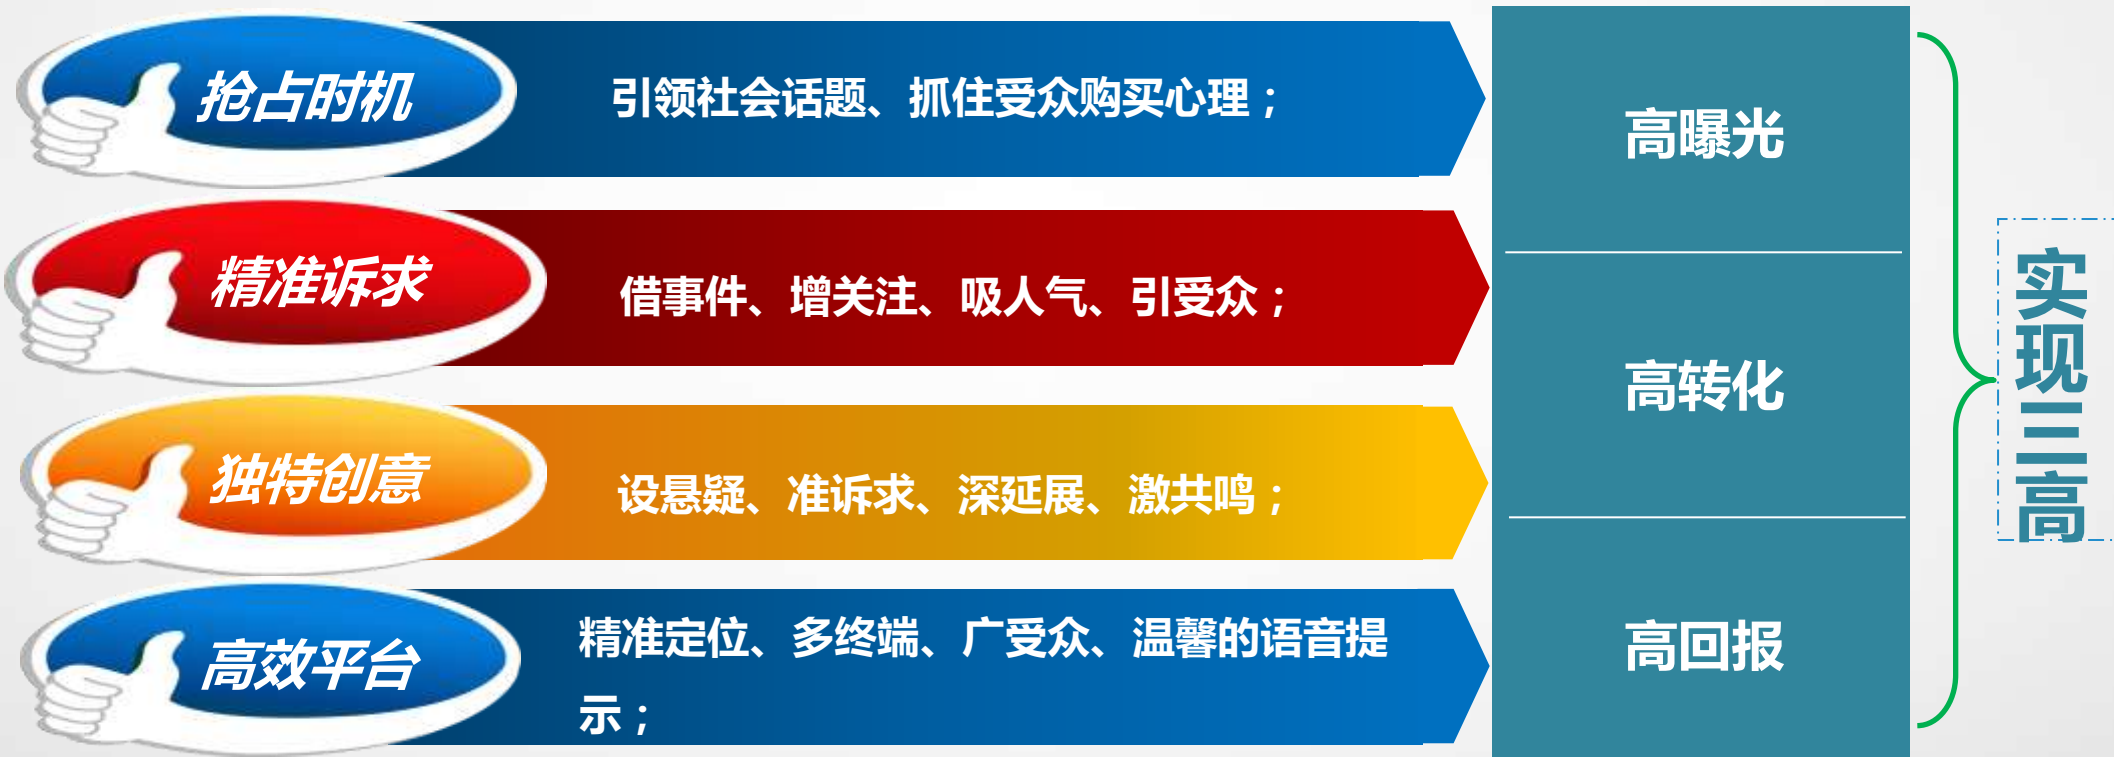 抢占时机
引领社会话题、抓住受众购买心理；
精准诉求
借事件、增关注、吸人气、引受众；
独特创意
设悬疑、准诉求、深延展、激共鸣；
高效平台
精准定位、多终端、广受众、温馨的语音提
示；
高曝光
高转化
高回报
实现三高